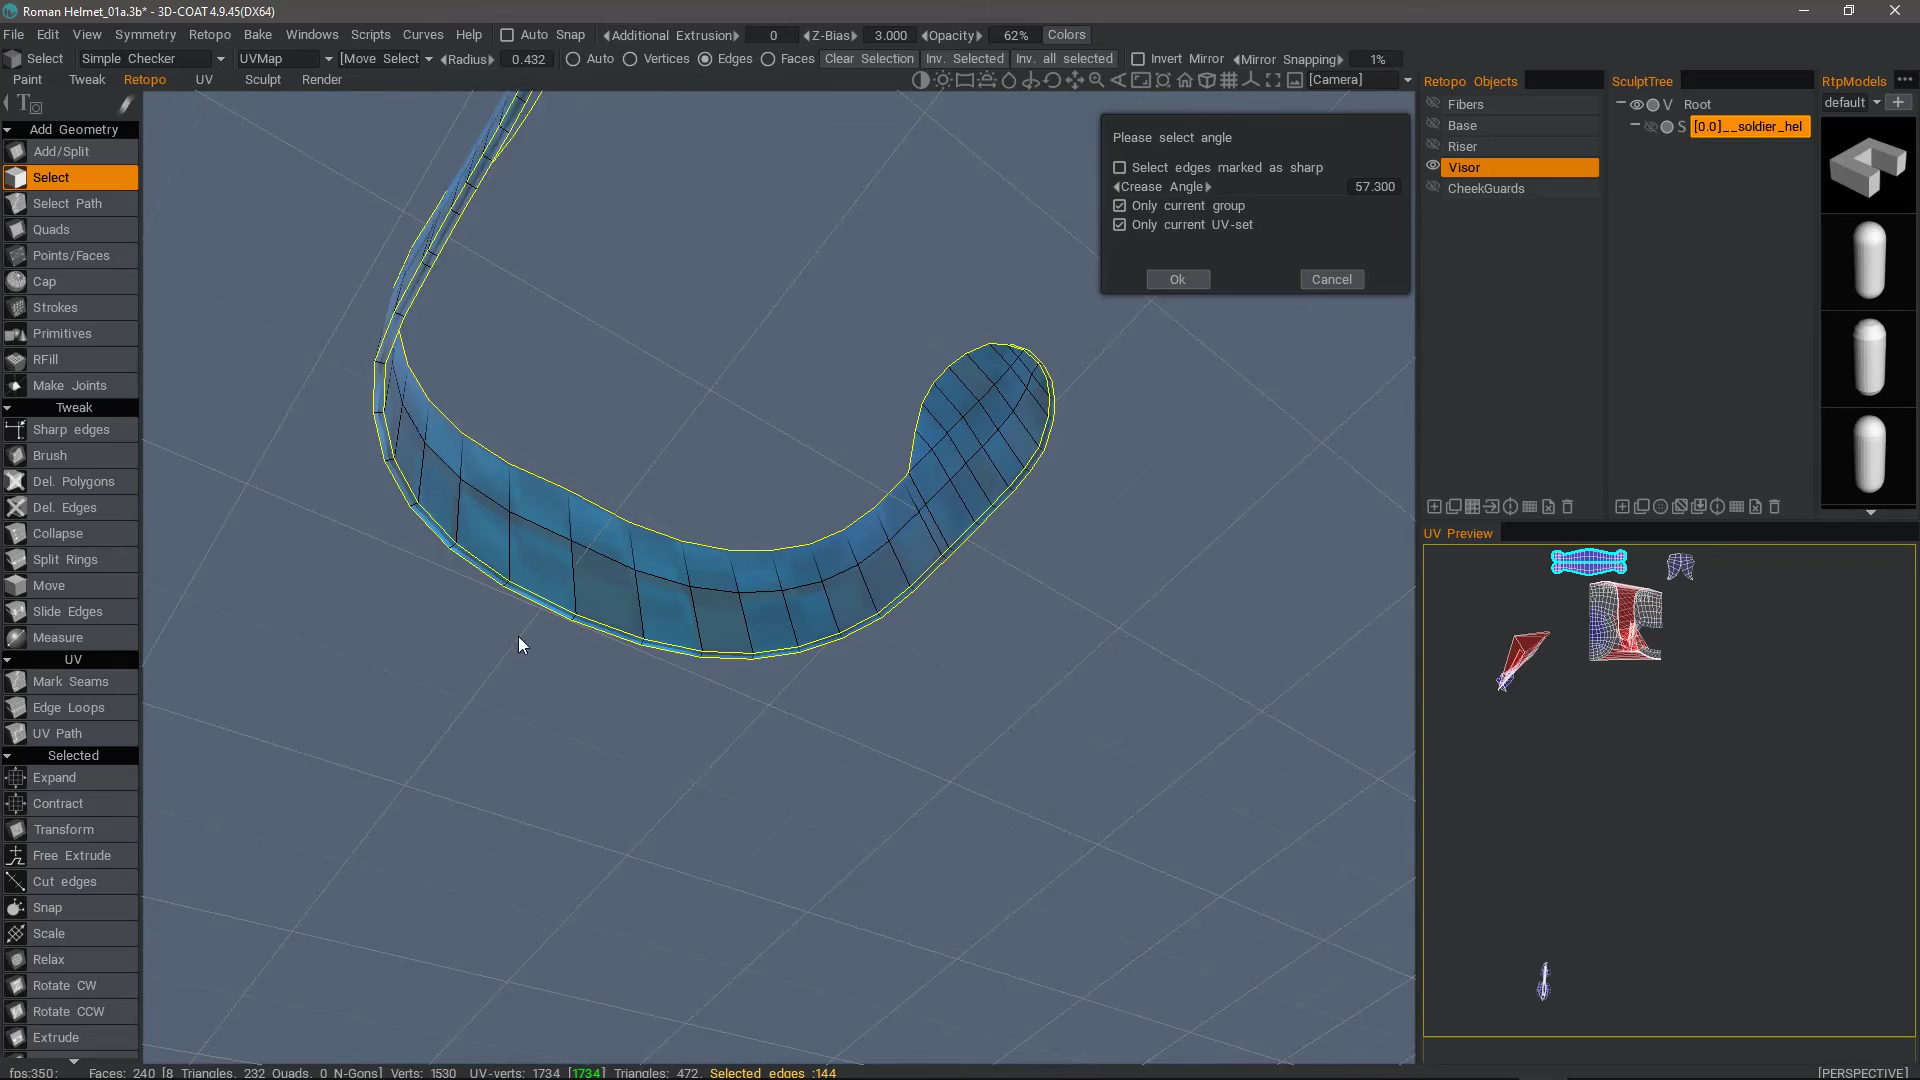 Roman Helmet_01a.3b* - 3D-COAT 4.9.45(DX64)
File Edit View Symmetry Retopo Bake Windows Scripts Curves Help Auto Snap Additional Extrusion 0 Z-Bias 3.000 Opacity 62% Colors
Select Simple Checker UVMap [Move Select Radius 0.432 Auto Vertices Edges Faces Clear Selection Inv. Selected Inv. all selected Invert Mirror Mirror Snapping 1%
Paint Tweak Retopo UV Sculpt Render [Camera] Retopo Objects SculptTree RtpModels
default
Add Geometry
Add/Split
Select
Select Path
Quads
Points/Faces
Cap
Strokes
Primitives
RFill
Make Joints
Tweak
Sharp edges
Brush
Del. Polygons
Del. Edges
Collapse
Split Rings
Move
Slide Edges
Measure
UV
Mark Seams
Edge Loops
UV Path
Selected
Expand
Contract
Transform
Free Extrude
Cut edges
Snap
Scale
Relax
Rotate CW
Rotate CCW
Extrude
Please select angle
Select edges marked as sharp
Crease Angle 57.300
Only current group
Only current UV-set
Ok Cancel
Fibers
Base
Riser
Visor
CheekGuards
V Root
S [0.0]__soldier_hel
UV Preview
fps:350; Faces: 240 [8 Triangles, 232 Quads, 0 N-Gons] Verts: 1530 UV-verts: 1734 [1734] Triangles: 472, Selected edges :144 [PERSPECTIVE]